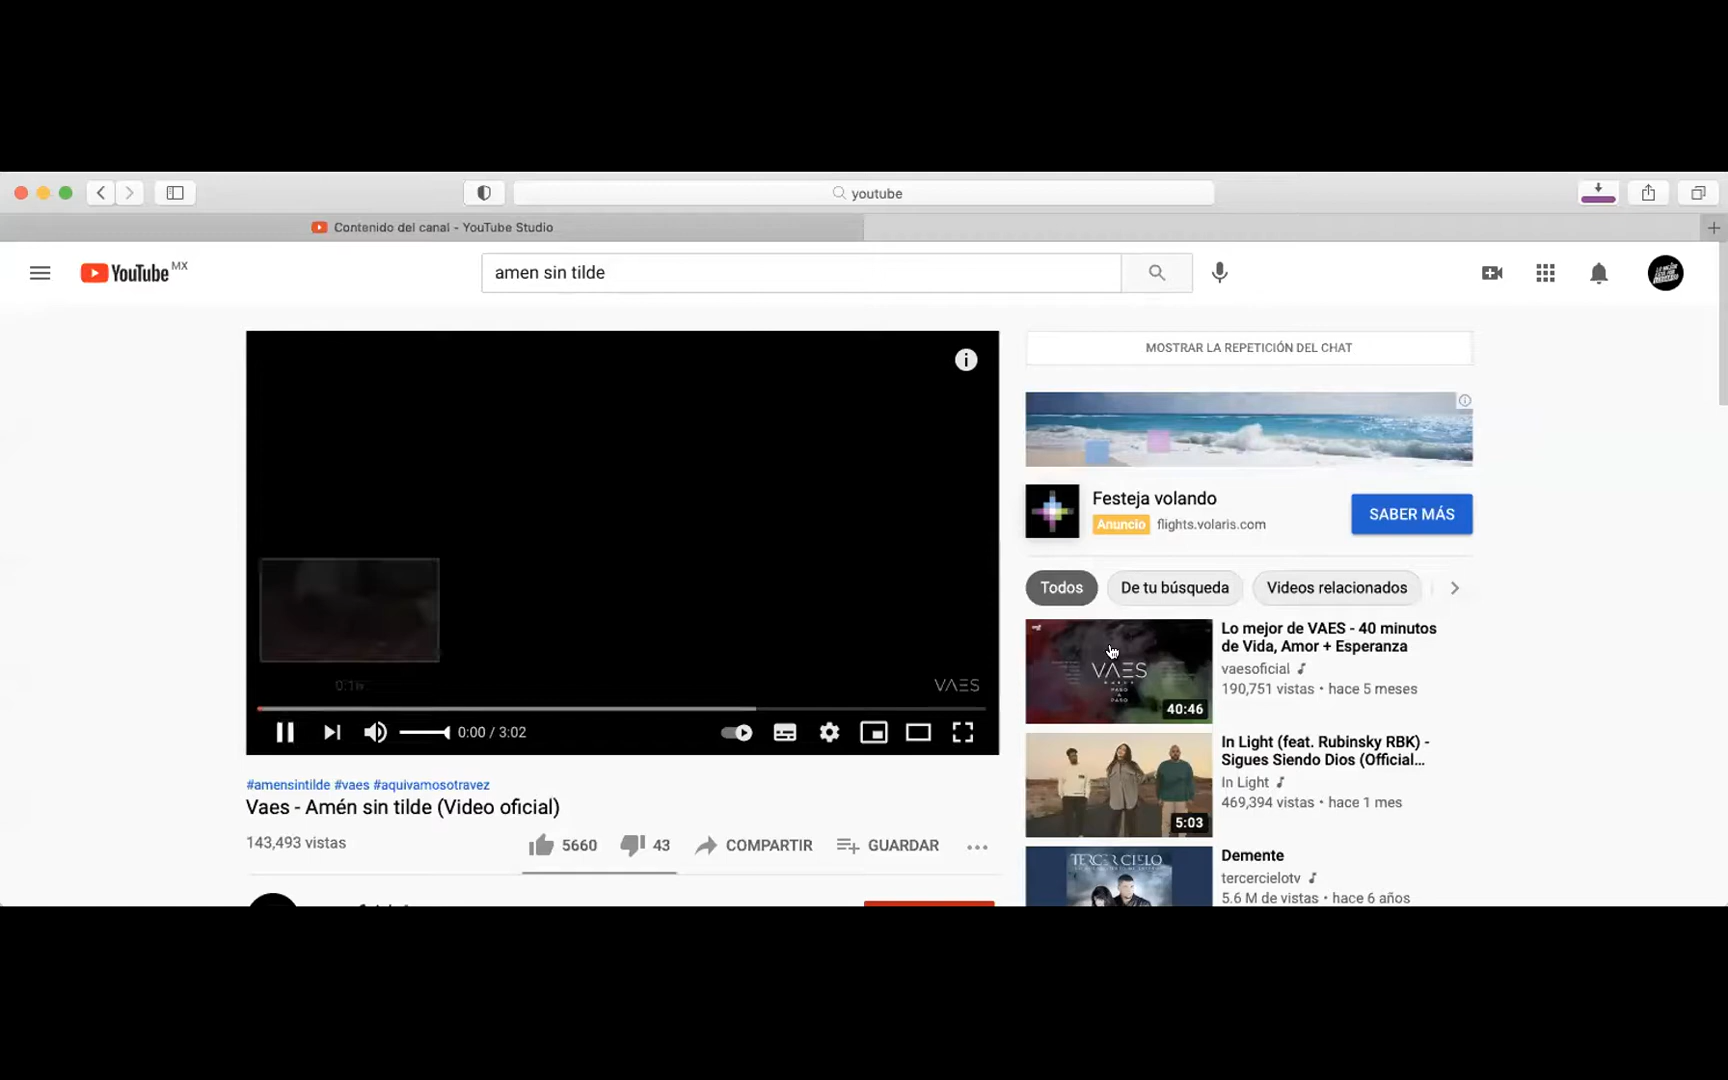 youtube
Contenido del canal - YouTube Studio
YouTube MX
amen sin tilde
MOSTRAR LA REPETICIÓN DEL CHAT
Festeja volando
Anuncio flights.volaris.com
SABER MÁS
Todos
De tu búsqueda
Videos relacionados
VAES
0:00 / 3:02
#amensintilde #vaes #aquivamosotravez
Vaes - Amén sin tilde (Video oficial)
143,493 vistas
5660
43
COMPARTIR
GUARDAR
VAES
PASO
A
PASO
40:46
Lo mejor de VAES - 40 minutos
de Vida, Amor + Esperanza
vaesoficial
190,751 vistas • hace 5 meses
5:03
In Light (feat. Rubinsky RBK) -
Sigues Siendo Dios (Official...
In Light
469,394 vistas • hace 1 mes
TERCER CIELO
Demente
tercercielotv
5.6 M de vistas • hace 6 años